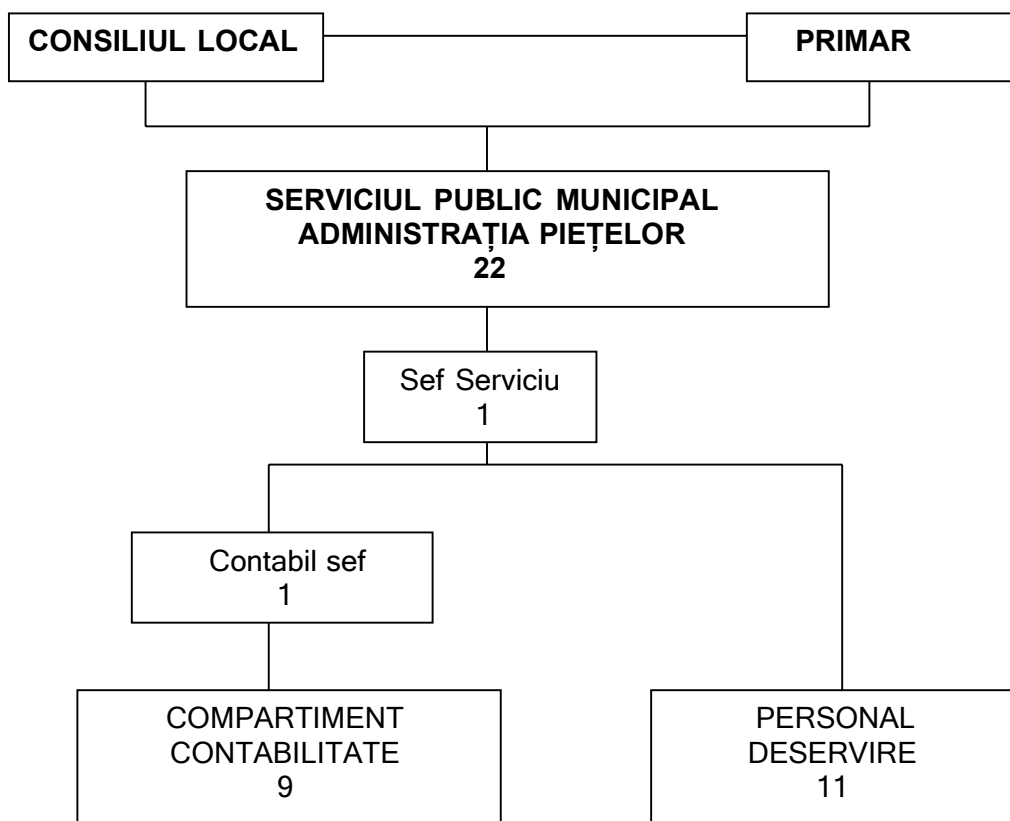 CONSILIUL LOCAL
PRIMAR
SERVICIUL PUBLIC MUNICIPAL
ADMINISTRAȚIA PIEȚELOR
22
Sef Serviciu
1
Contabil sef
1
COMPARTIMENT
CONTABILITATE
9
PERSONAL
DESERVIRE
11